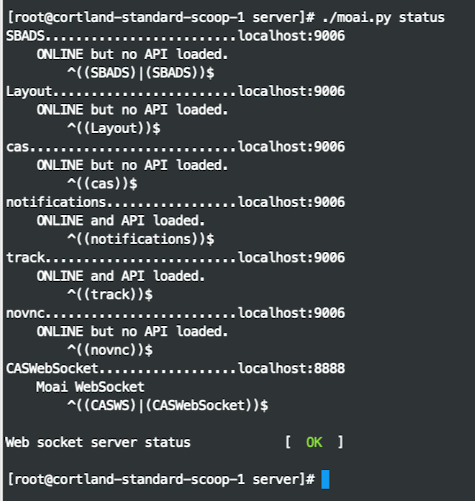 [root@cortland-standard-scoop-1 server]# ./moai.py status
SBADS.........................localhost:9006
    ONLINE but no API loaded.
        ^((SBADS)|(SBADS))$
Layout........................localhost:9006
    ONLINE but no API loaded.
        ^((Layout))$
cas...........................localhost:9006
    ONLINE but no API loaded.
        ^((cas))$
notifications.................localhost:9006
    ONLINE and API loaded.
        ^((notifications))$
track.........................localhost:9006
    ONLINE and API loaded.
        ^((track))$
novnc.........................localhost:9006
    ONLINE but no API loaded.
        ^((novnc))$
CASWebSocket..................localhost:8888
    Moai WebSocket
        ^((CASWS)|(CASWebSocket))$
Web socket server status            [  OK  ]
[root@cortland-standard-scoop-1 server]#